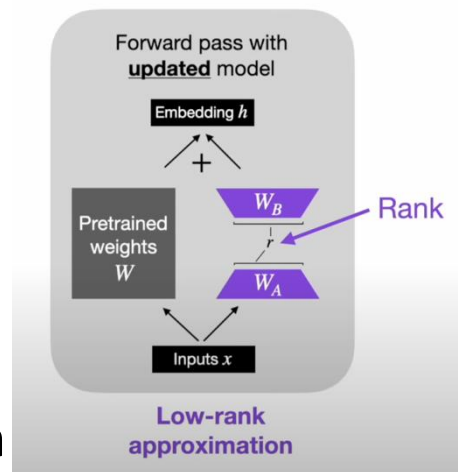 Forward pass with
updated model
Embedding h
+
Pretrained
weights
W
W_B
r
Rank
W_A
Inputs x
Low-rank
approximation